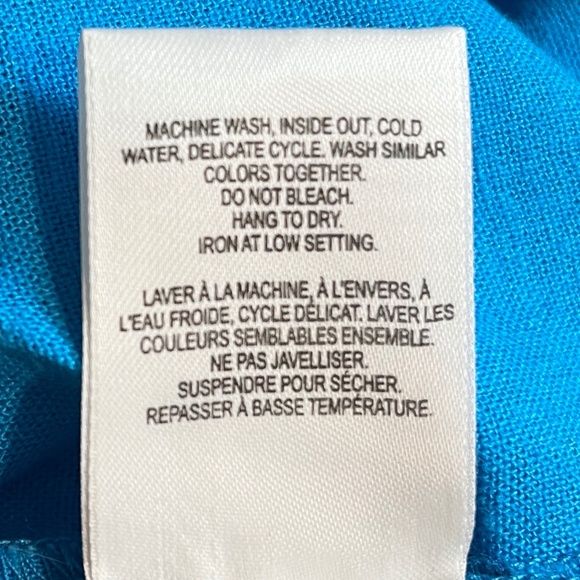 MACHINE WASH, INSIDE OUT, COLD
WATER, DELICATE CYCLE. WASH SIMILAR
COLORS TOGETHER.
DO NOT BLEACH.
HANG TO DRY.
IRON AT LOW SETTING.
LAVER À LA MACHINE, À L'ENVERS, À
L'EAU FROIDE, CYCLE DÉLICAT. LAVER LES
COULEURS SEMBLABLES ENSEMBLE.
NE PAS JAVELLISER.
SUSPENDRE POUR SÉCHER.
REPASSER À BASSE TEMPÉRATURE.